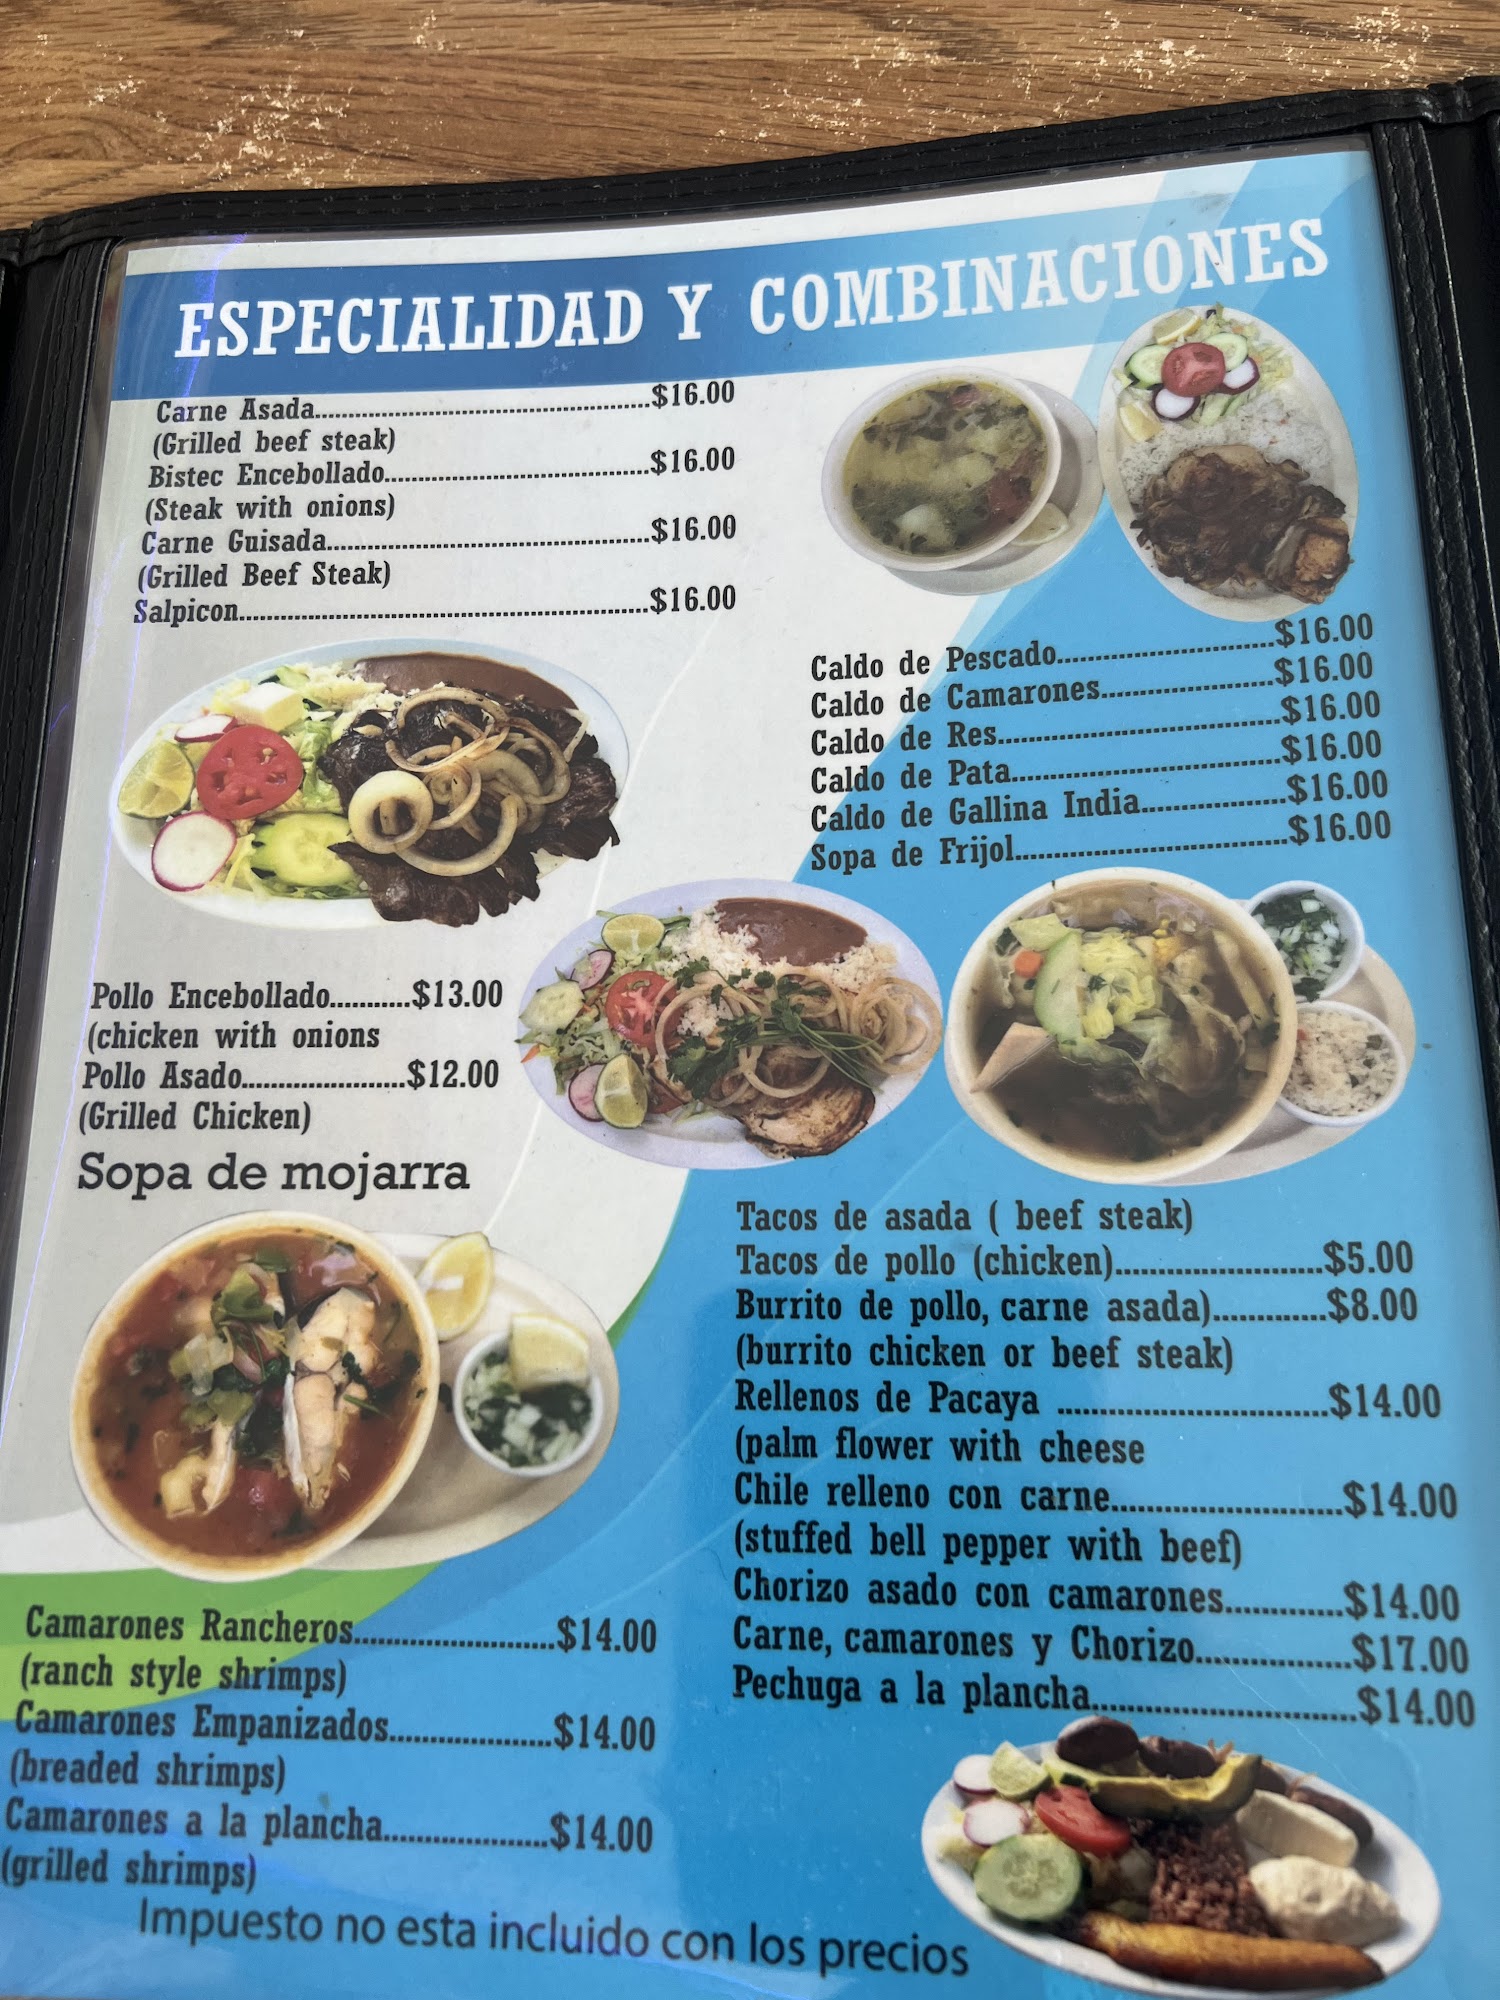 ESPECIALIDAD Y COMBINACIONES
Carne Asada.....$16.00
(Grilled beef steak)
Bistec Encebollado.....$16.00
(Steak with onions)
Carne Guisada.....$16.00
(Grilled Beef Steak)
Salpicon.....$16.00
Caldo de Pescado.....$16.00
Caldo de Camarones.....$16.00
Caldo de Res.....$16.00
Caldo de Pata.....$16.00
Caldo de Gallina India.....$16.00
Sopa de Frijol.....$16.00
Pollo Encebollado.....$13.00
(chicken with onions
Pollo Asado.....$12.00
(Grilled Chicken)
Sopa de mojarra
Tacos de asada ( beef steak)
Tacos de pollo (chicken).....$5.00
Burrito de pollo, carne asada).....$8.00
(burrito chicken or beef steak)
Rellenos de Pacaya .....$14.00
(palm flower with cheese
Chile relleno con carne.....$14.00
(stuffed bell pepper with beef)
Chorizo asado con camarones.....$14.00
Carne, camarones y Chorizo.....$17.00
Pechuga a la plancha.....$14.00
Camarones Rancheros.....$14.00
(ranch style shrimps)
Camarones Empanizados.....$14.00
(breaded shrimps)
Camarones a la plancha.....$14.00
(grilled shrimps)
Impuesto no esta incluido con los precios